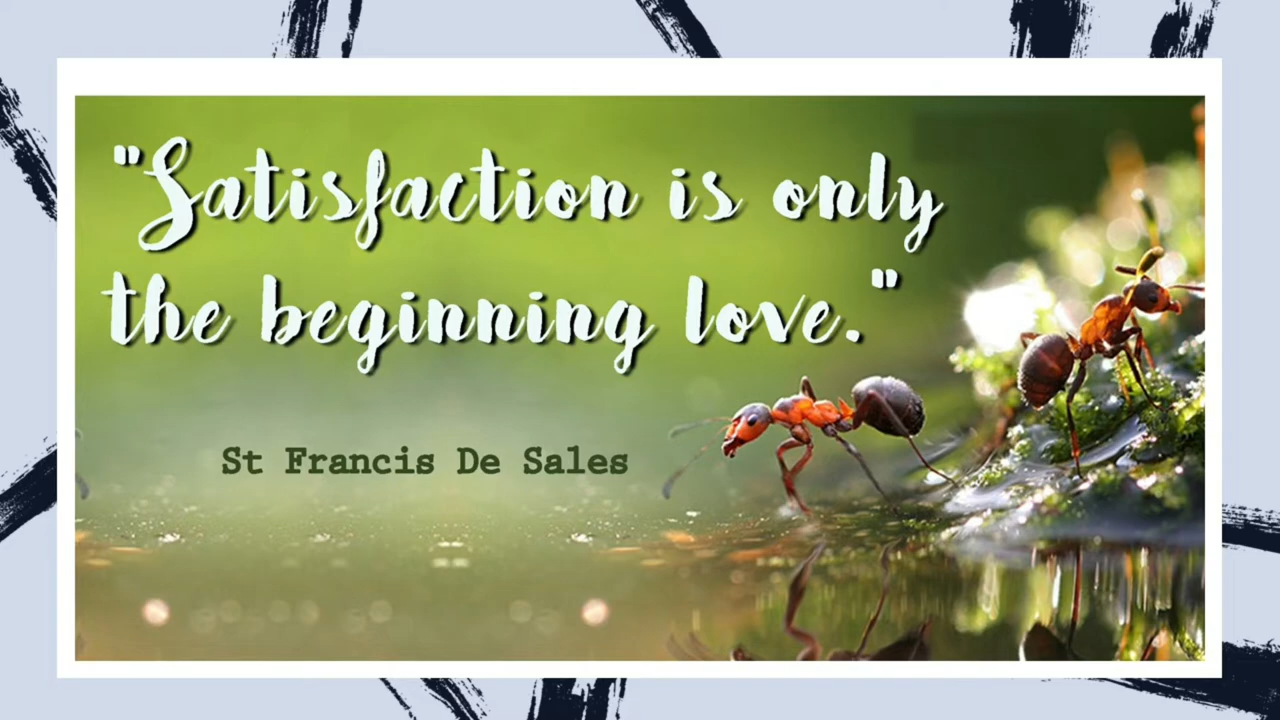 "Satisfaction is only
the beginning love."
St Francis De Sales